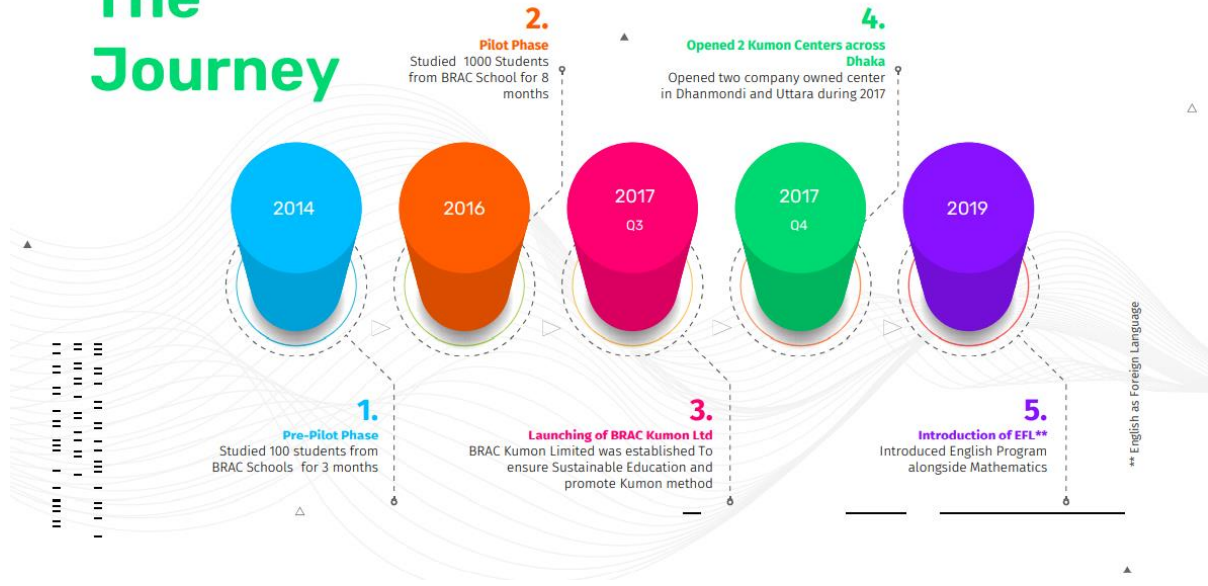 The
Journey
2.
Pilot Phase
Studied 1000 Students
from BRAC School for 8
months
4.
Opened 2 Kumon Centers across
Dhaka
Opened two company owned center
in Dhanmondi and Uttara during 2017
2014
2016
2017
Q3
2017
Q4
2019
1.
Pre-Pilot Phase
Studied 100 students from
BRAC Schools for 3 months
3.
Launching of BRAC Kumon Ltd
BRAC Kumon Limited was established To
ensure Sustainable Education and
promote Kumon method
5.
Introduction of EFL**
Introduced English Program
alongside Mathematics
** English as Foreign Language